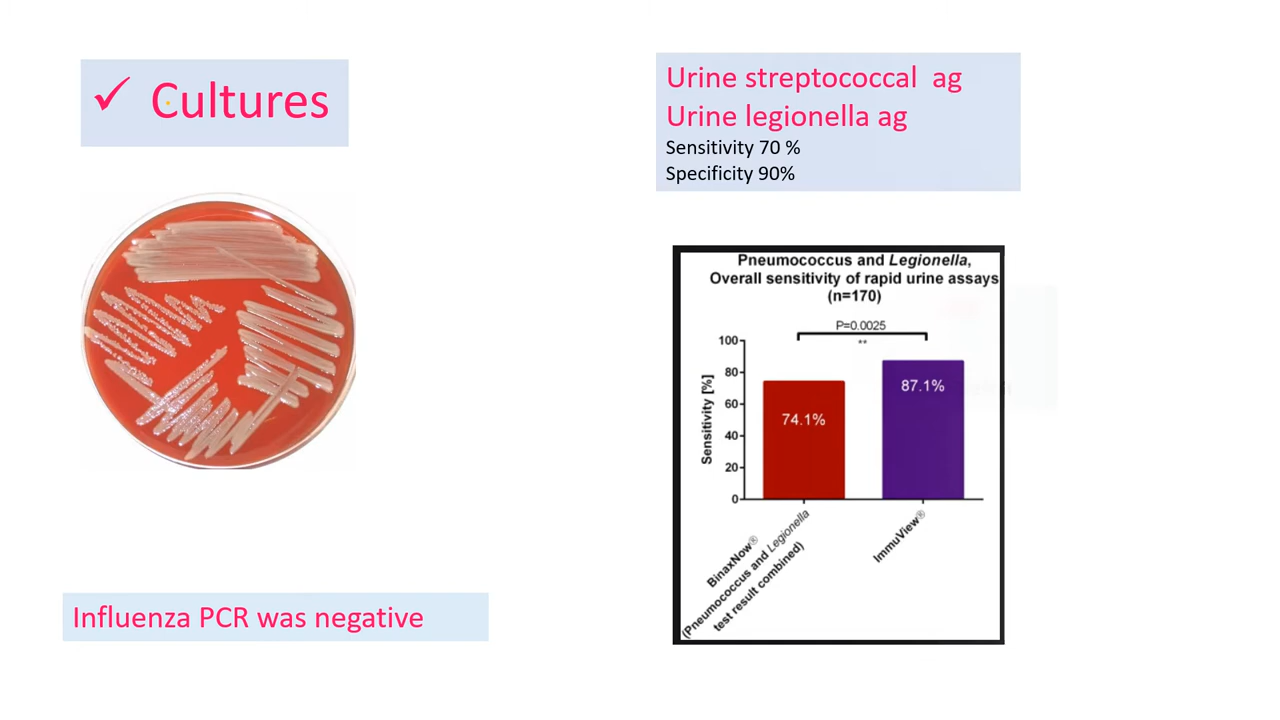 ✓ Cultures
Urine streptococcal ag
Urine legionella ag
Sensitivity 70 %
Specificity 90%
Pneumococcus and Legionella,
Overall sensitivity of rapid urine assays
(n=170)
P=0.0025
**
100
80
60
40
20
0
Sensitivity [%]
74.1%
87.1%
BinaxNow®
(Pneumococcus and Legionella
test result combined)
ImmuView®
Influenza PCR was negative